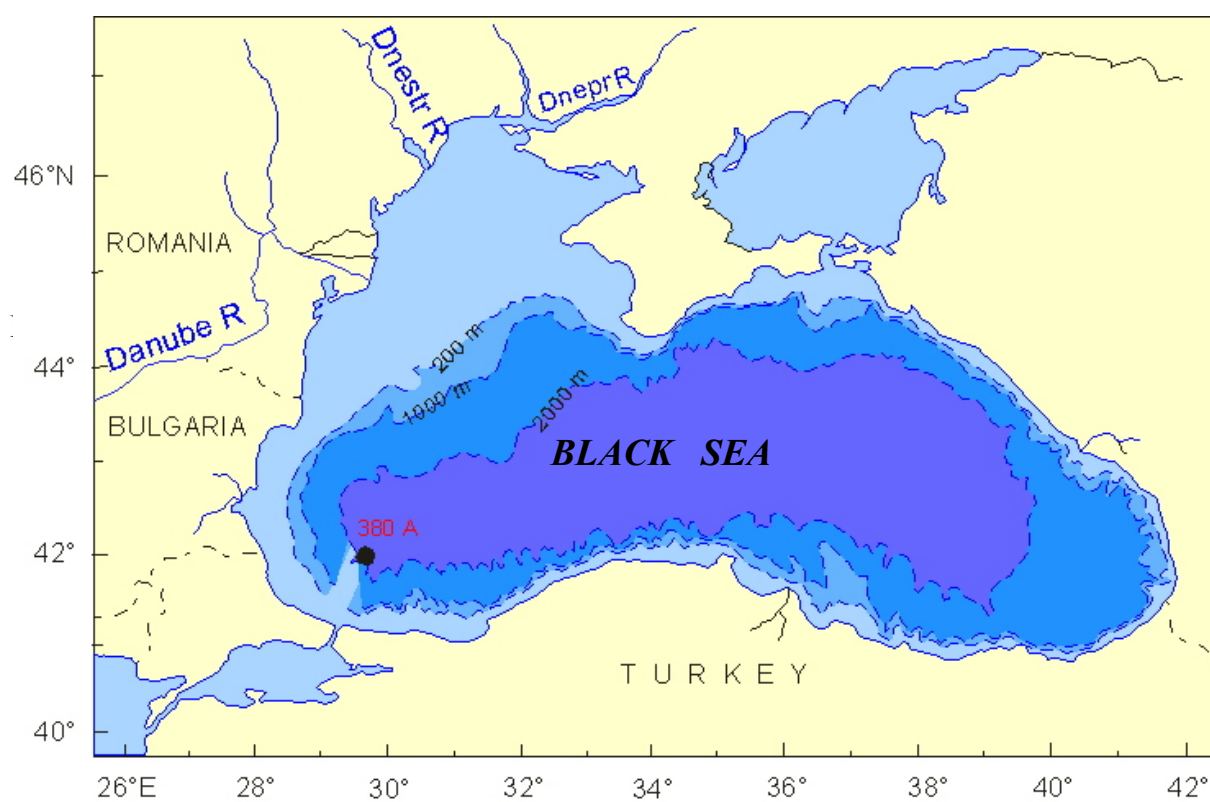 Dnestr R
Dnepr R
46°N
ROMANIA
Danube R
200 m
44°
1000 m
2000 m
BULGARIA
BLACK SEA
380 A
42°
TURKEY
40°
26°E
28°
30°
32°
34°
36°
38°
40°
42°